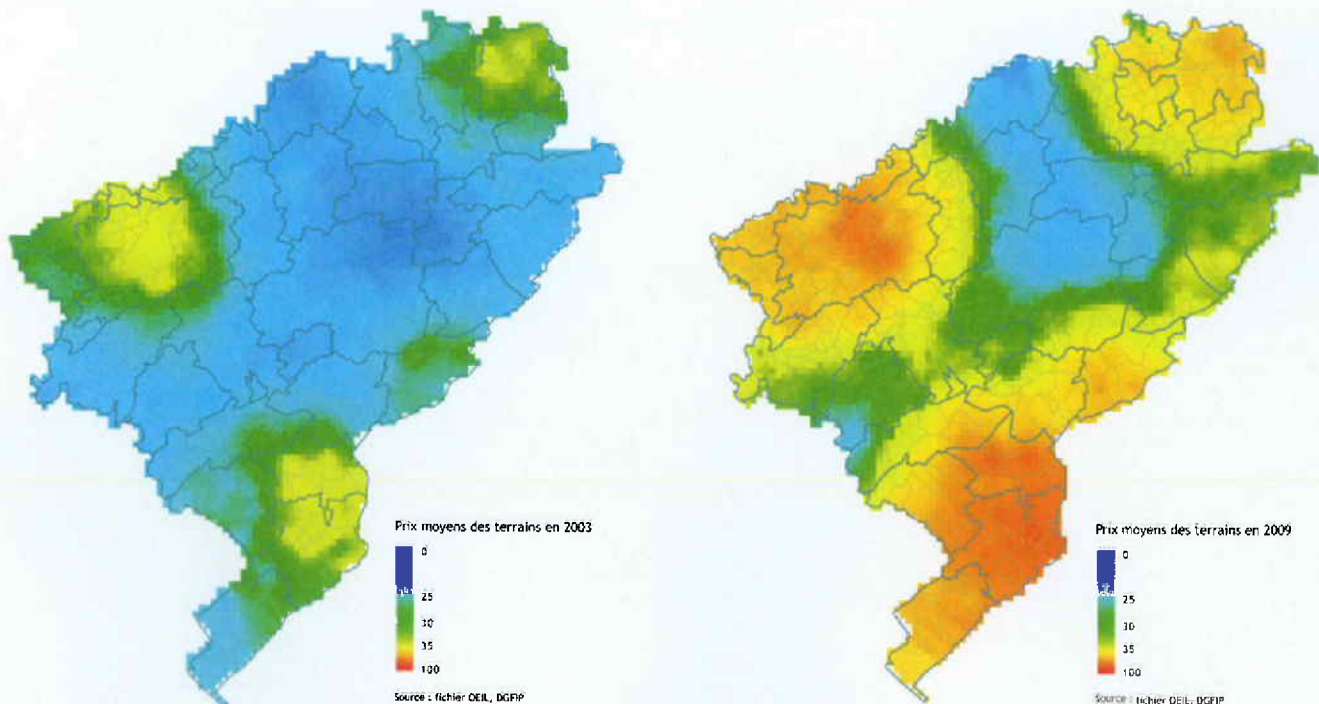 Prix moyens des terrains en 2003
0
25
30
35
100
Source : fichier OEIL, DGFIP
Prix moyens des terrains en 2009
0
25
30
35
100
Source : fichier OEIL, DGFIP